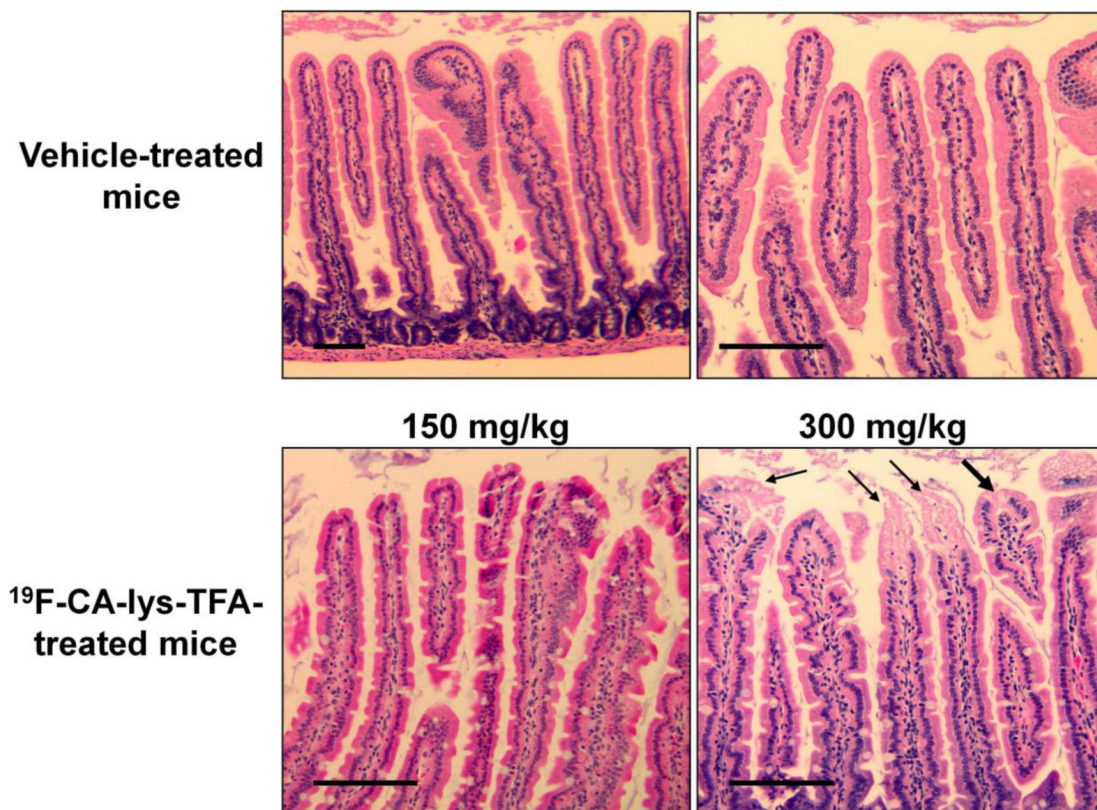 Vehicle-treated
mice
150 mg/kg
300 mg/kg
¹⁹F-CA-lys-TFA-
treated mice